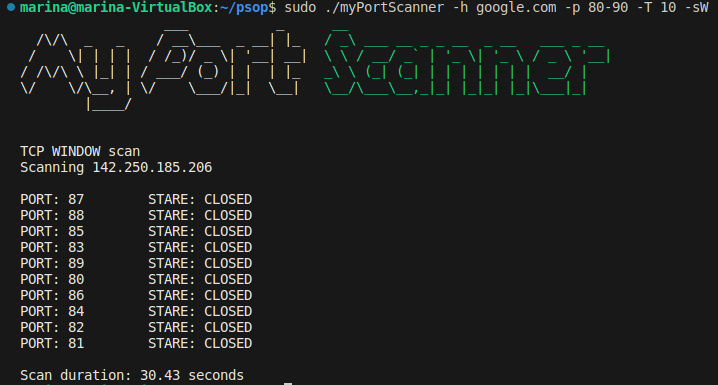 marina@marina-VirtualBox:~/psop$ sudo ./myPortScanner -h google.com -p 80-90 -T 10 -sW
My Port Scanner
TCP WINDOW scan
Scanning 142.250.185.206
PORT: 87 STARE: CLOSED
PORT: 88 STARE: CLOSED
PORT: 85 STARE: CLOSED
PORT: 83 STARE: CLOSED
PORT: 89 STARE: CLOSED
PORT: 80 STARE: CLOSED
PORT: 86 STARE: CLOSED
PORT: 84 STARE: CLOSED
PORT: 82 STARE: CLOSED
PORT: 81 STARE: CLOSED
Scan duration: 30.43 seconds